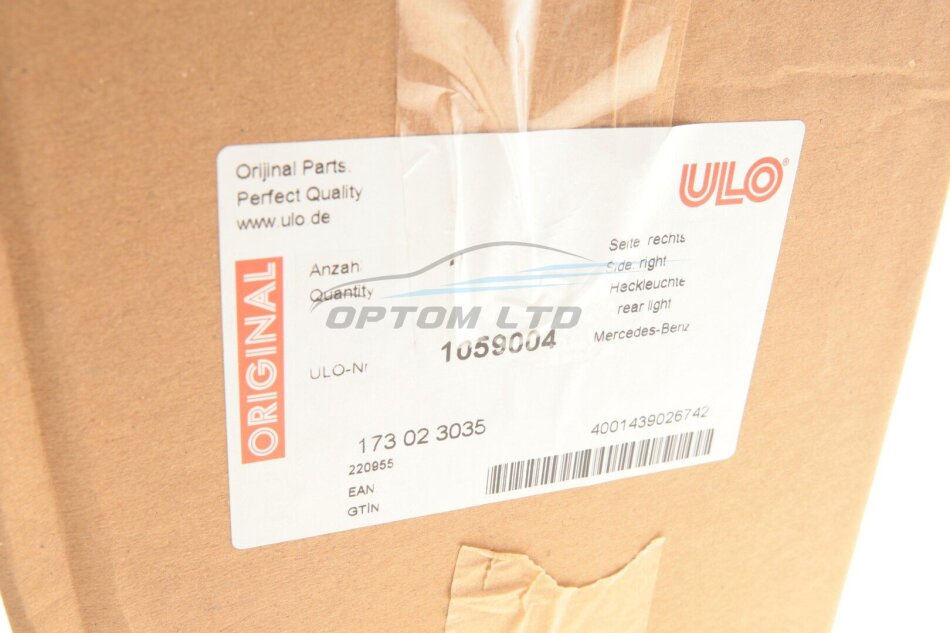 Orijinal Parts.
Perfect Quality
www.ulo.de
ULO®
ORIGINAL
Anzah
Quantity
Seite rechts
Side: right
Heckleuchte
rear light
Mercedes-Benz
OPTOM LTD
ULO-Nr
1059004
173 02 3035
220955
EAN
GTIN
4001439026742